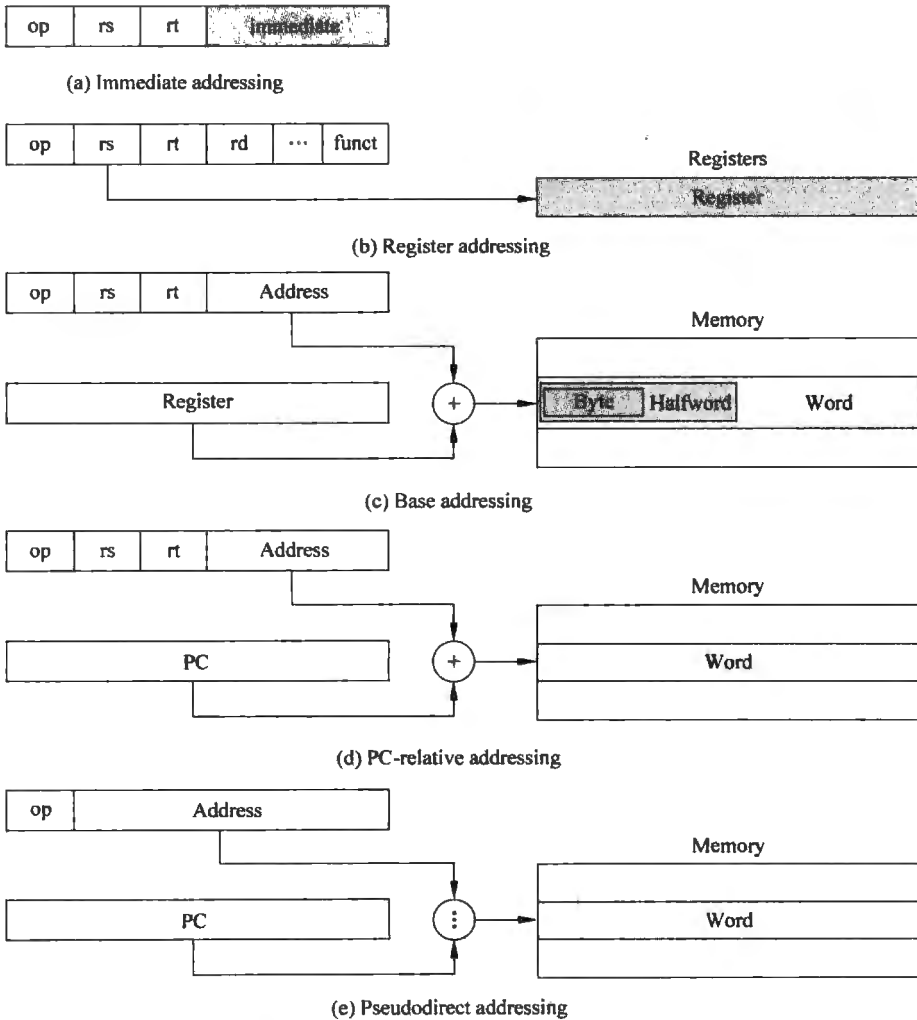 op rs rt immediate
(a) Immediate addressing
op rs rt rd ··· funct
Registers
Register
(b) Register addressing
op rs rt Address
Memory
Register
+
Byte Halfword Word
(c) Base addressing
op rs rt Address
Memory
PC
+
Word
(d) PC-relative addressing
op Address
Memory
PC
⋮
Word
(e) Pseudodirect addressing